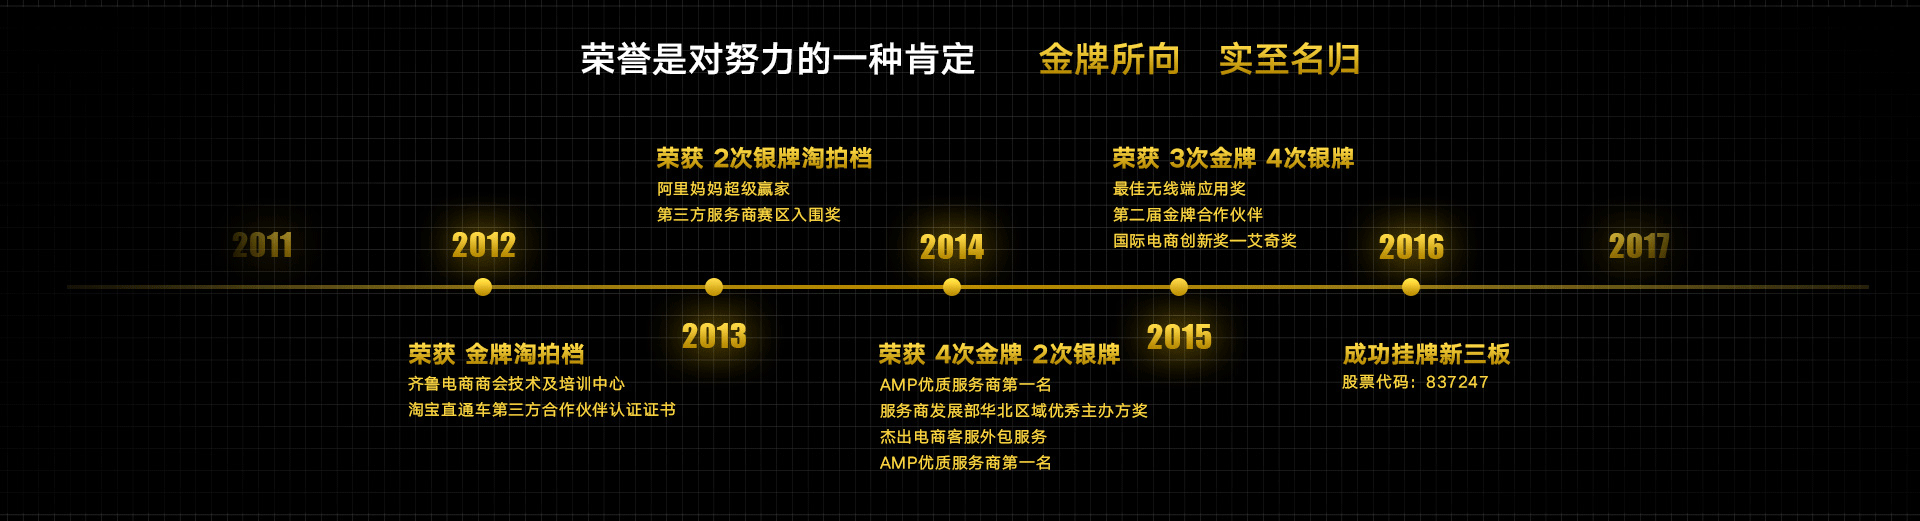 荣誉是对努力的一种肯定 金牌所向 实至名归
荣获 2次银牌淘拍档
阿里妈妈超级赢家
第三方服务商赛区入围奖
荣获 3次金牌 4次银牌
最佳无线端应用奖
第二届金牌合作伙伴
国际电商创新奖—艾奇奖
2011
2012
2014
2016
2017
2013
2015
荣获 金牌淘拍档
齐鲁电商商会技术及培训中心
淘宝直通车第三方合作伙伴认证证书
荣获 4次金牌 2次银牌
AMP优质服务商第一名
服务商发展部华北区域优秀主办方奖
杰出电商客服外包服务
AMP优质服务商第一名
成功挂牌新三板
股票代码：837247